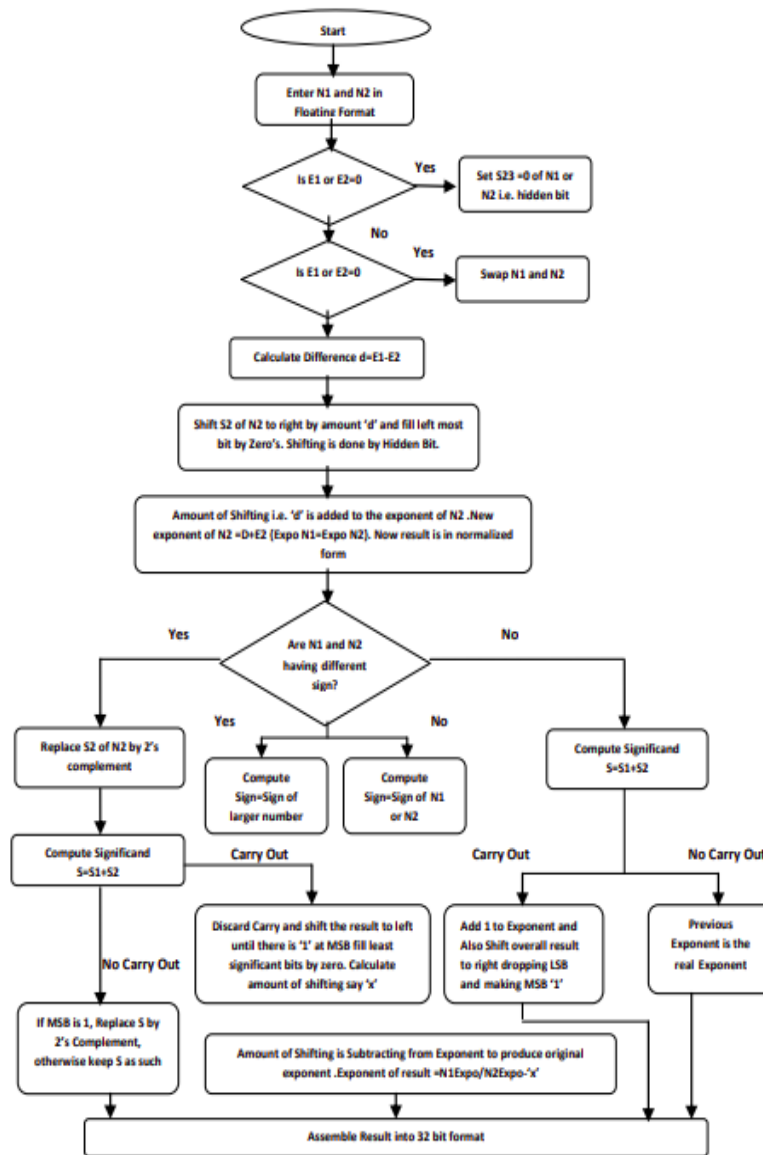 Start
Enter N1 and N2 in
Floating Format
Is E1 or E2=0
Yes
Set S23 =0 of N1 or
N2 i.e. hidden bit
No
Is E1 or E2=0
Yes
Swap N1 and N2
Calculate Difference d=E1-E2
Shift S2 of N2 to right by amount ‘d’ and fill left most
bit by Zero’s. Shifting is done by Hidden Bit.
Amount of Shifting i.e. ‘d’ is added to the exponent of N2 .New
exponent of N2 =D+E2 {Expo N1=Expo N2}. Now result is in normalized
form
Yes
Are N1 and N2
having different
sign?
No
Replace S2 of N2 by 2’s
complement
Yes
No
Compute
Sign=Sign of
larger number
Compute
Sign=Sign of N1
or N2
Compute Significand
S=S1+S2
Compute Significand
S=S1+S2
Carry Out
Carry Out
No Carry Out
Discard Carry and shift the result to left
until there is ‘1’ at MSB fill least
significant bits by zero. Calculate
amount of shifting say ‘x’
Add 1 to Exponent and
Also Shift overall result
to right dropping LSB
and making MSB ‘1’
Previous
Exponent is the
real Exponent
No Carry Out
If MSB is 1, Replace S by
2’s Complement,
otherwise keep S as such
Amount of Shifting is Subtracting from Exponent to produce original
exponent .Exponent of result =N1Expo/N2Expo-‘x’
Assemble Result into 32 bit format